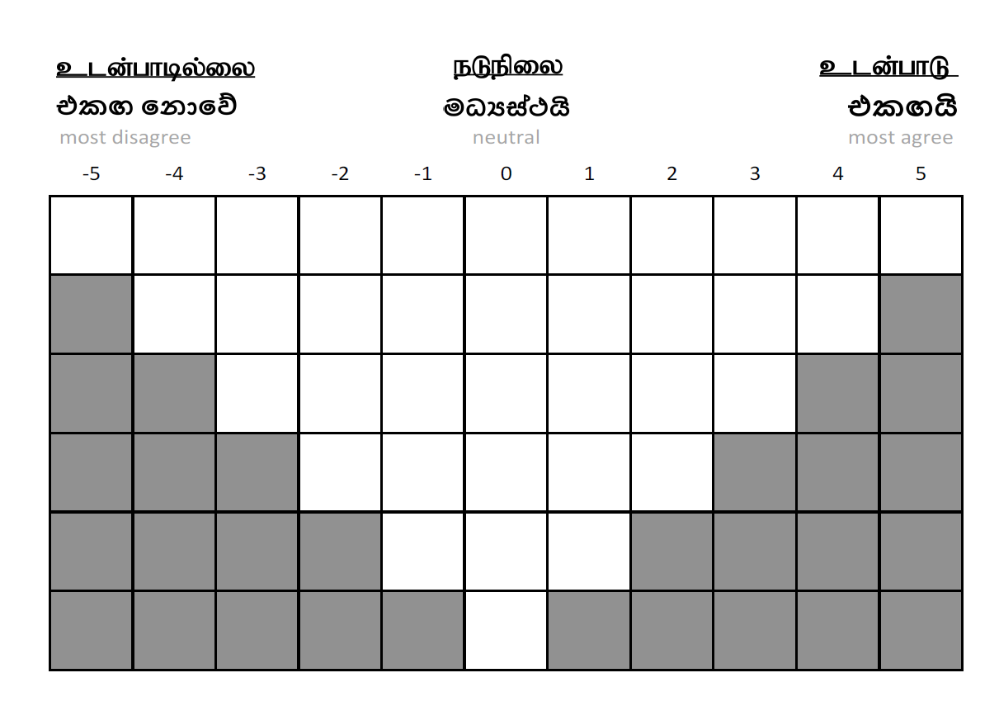 உடன்பாடில்லை நடுநிலை உடன்பாடு
එකඟ නොවේ මධ්‍යස්ථයි එකඟයි
most disagree neutral most agree
-5 -4 -3 -2 -1 0 1 2 3 4 5